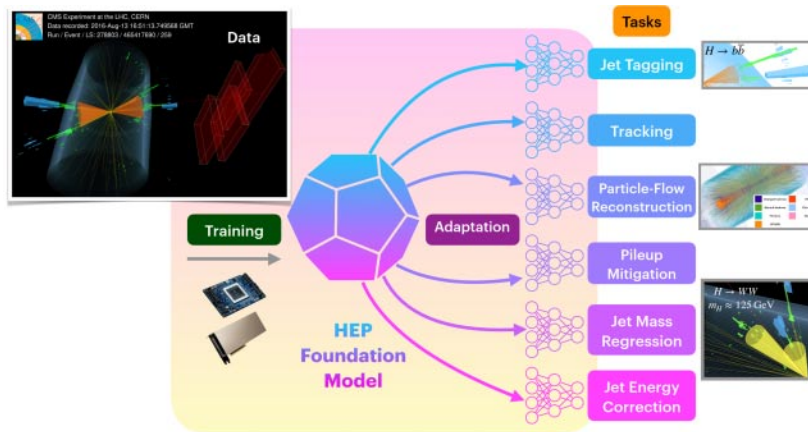 CMS Experiment at the LHC, CERN
Data recorded: 2016-Aug-13 16:51:13.749568 GMT
Run / Event / LS: 278803 / 465417690 / 259
Data
Tasks
H → bb̅
Jet Tagging
Tracking
Particle-Flow
Reconstruction
Training
Adaptation
Pileup
Mitigation
H → WW
m_H ≈ 125 GeV
HEP
Foundation
Model
Jet Mass
Regression
Jet Energy
Correction